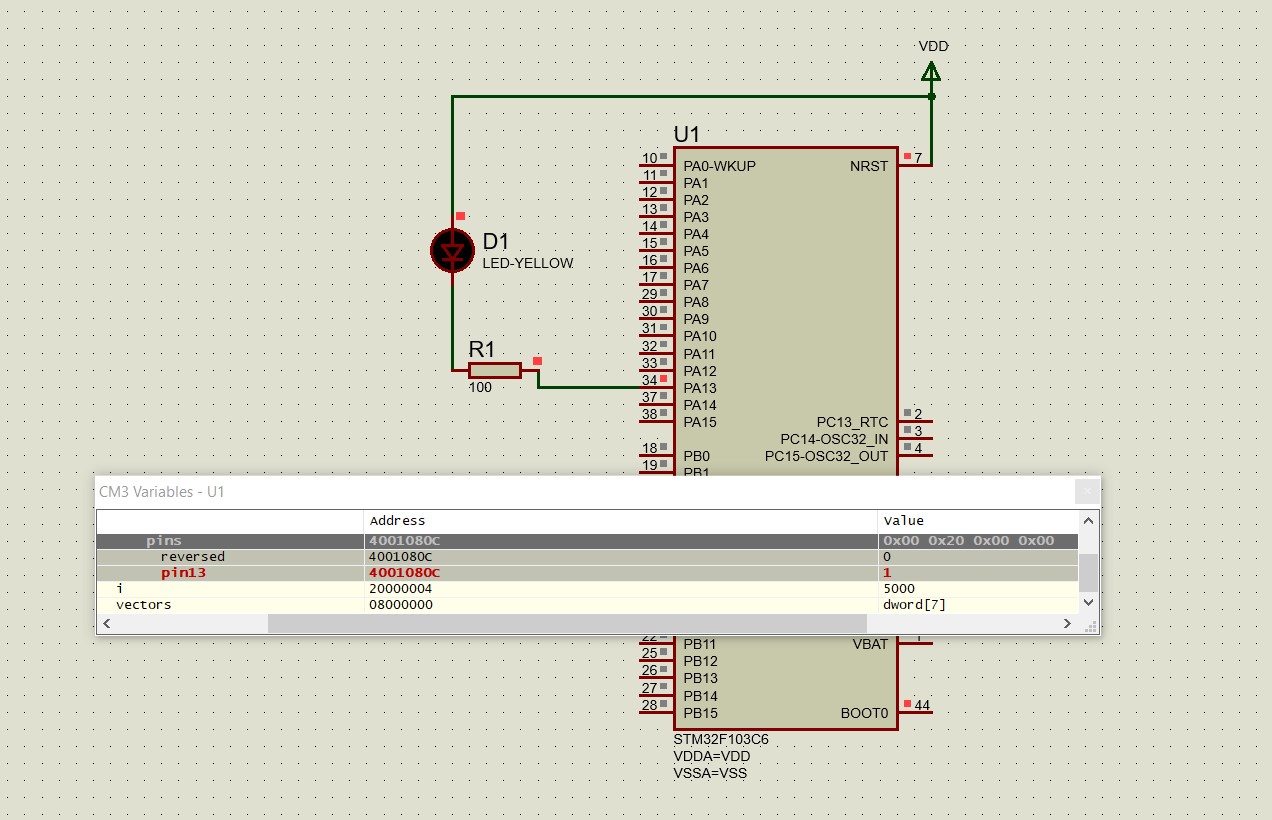 VDD
U1
10 PA0-WKUP NRST 7
11 PA1
12 PA2
13 PA3
14 PA4
D1
15 PA5
LED-YELLOW
16 PA6
17 PA7
29 PA8
30 PA9
31 PA10
R1
32 PA11
33 PA12
100
34 PA13
37 PA14
38 PA15 PC13_RTC 2
PC14-OSC32_IN 3
18 PB0 PC15-OSC32_OUT 4
19 PB1
CM3 Variables - U1
Address Value
pins 4001080C 0x00 0x20 0x00 0x00
reversed 4001080C 0
pin13 4001080C 1
i 20000004 5000
vectors 08000000 dword[7]
22 PB11 VBAT 1
25 PB12
26 PB13
27 PB14
28 PB15 BOOT0 44
STM32F103C6
VDDA=VDD
VSSA=VSS